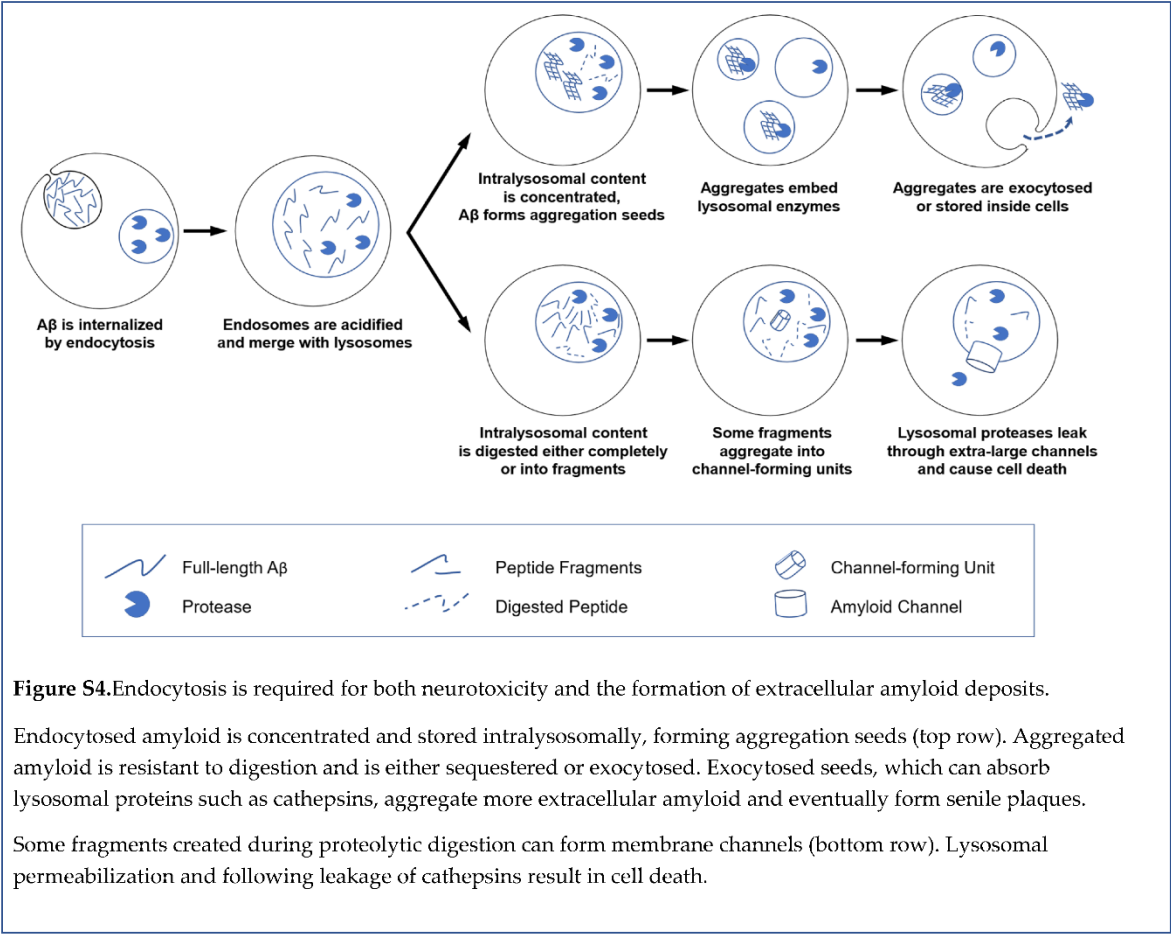 Intralysosomal content
is concentrated,
Aβ forms aggregation seeds
Aggregates embed
lysosomal enzymes
Aggregates are exocytosed
or stored inside cells
Aβ is internalized
by endocytosis
Endosomes are acidified
and merge with lysosomes
Intralysosomal content
is digested either completely
or into fragments
Some fragments
aggregate into
channel-forming units
Lysosomal proteases leak
through extra-large channels
and cause cell death
Full-length Aβ
Peptide Fragments
Channel-forming Unit
Protease
Digested Peptide
Amyloid Channel
Figure S4.Endocytosis is required for both neurotoxicity and the formation of extracellular amyloid deposits.
Endocytosed amyloid is concentrated and stored intralysosomally, forming aggregation seeds (top row). Aggregated
amyloid is resistant to digestion and is either sequestered or exocytosed. Exocytosed seeds, which can absorb
lysosomal proteins such as cathepsins, aggregate more extracellular amyloid and eventually form senile plaques.
Some fragments created during proteolytic digestion can form membrane channels (bottom row). Lysosomal
permeabilization and following leakage of cathepsins result in cell death.